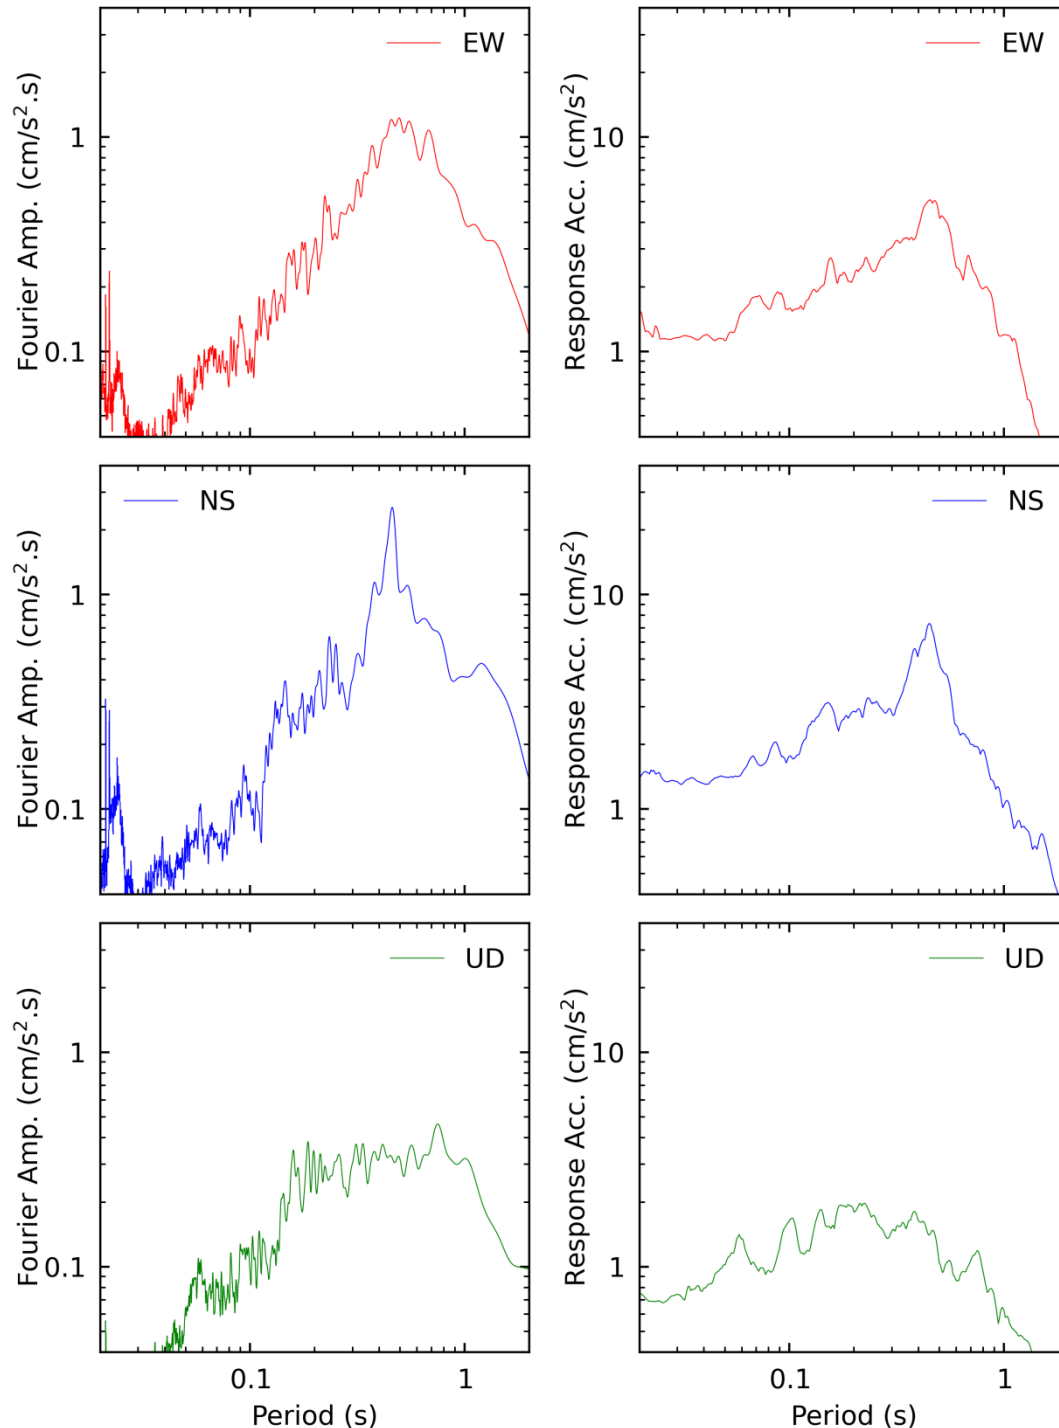 Fourier Amp. (cm/s².s)
1
0.1
EW
Response Acc. (cm/s²)
10
1
EW
Fourier Amp. (cm/s².s)
1
0.1
NS
Response Acc. (cm/s²)
10
1
NS
Fourier Amp. (cm/s².s)
1
0.1
UD
0.1 1
Period (s)
Response Acc. (cm/s²)
10
1
UD
0.1 1
Period (s)